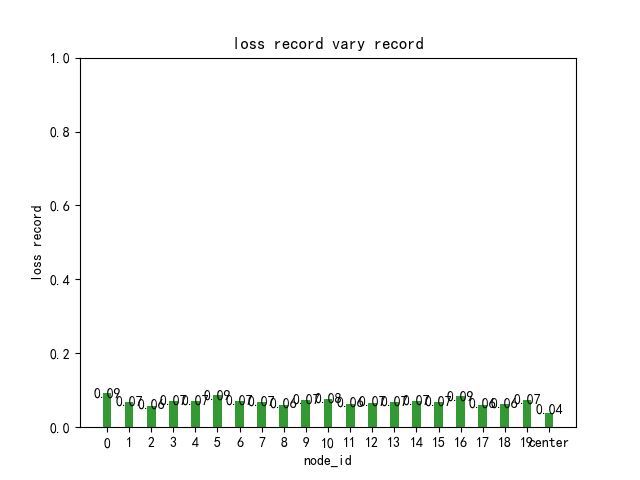 loss record vary record
1.0
0.8
0.6
0.4
0.2
0.0
loss record
0.09 0.07 0.06 0.07 0.07 0.09 0.07 0.07 0.06 0.07 0.08 0.06 0.07 0.07 0.07 0.07 0.09 0.06 0.06 0.07 0.04
0 1 2 3 4 5 6 7 8 9 10 11 12 13 14 15 16 17 18 19 center
node_id